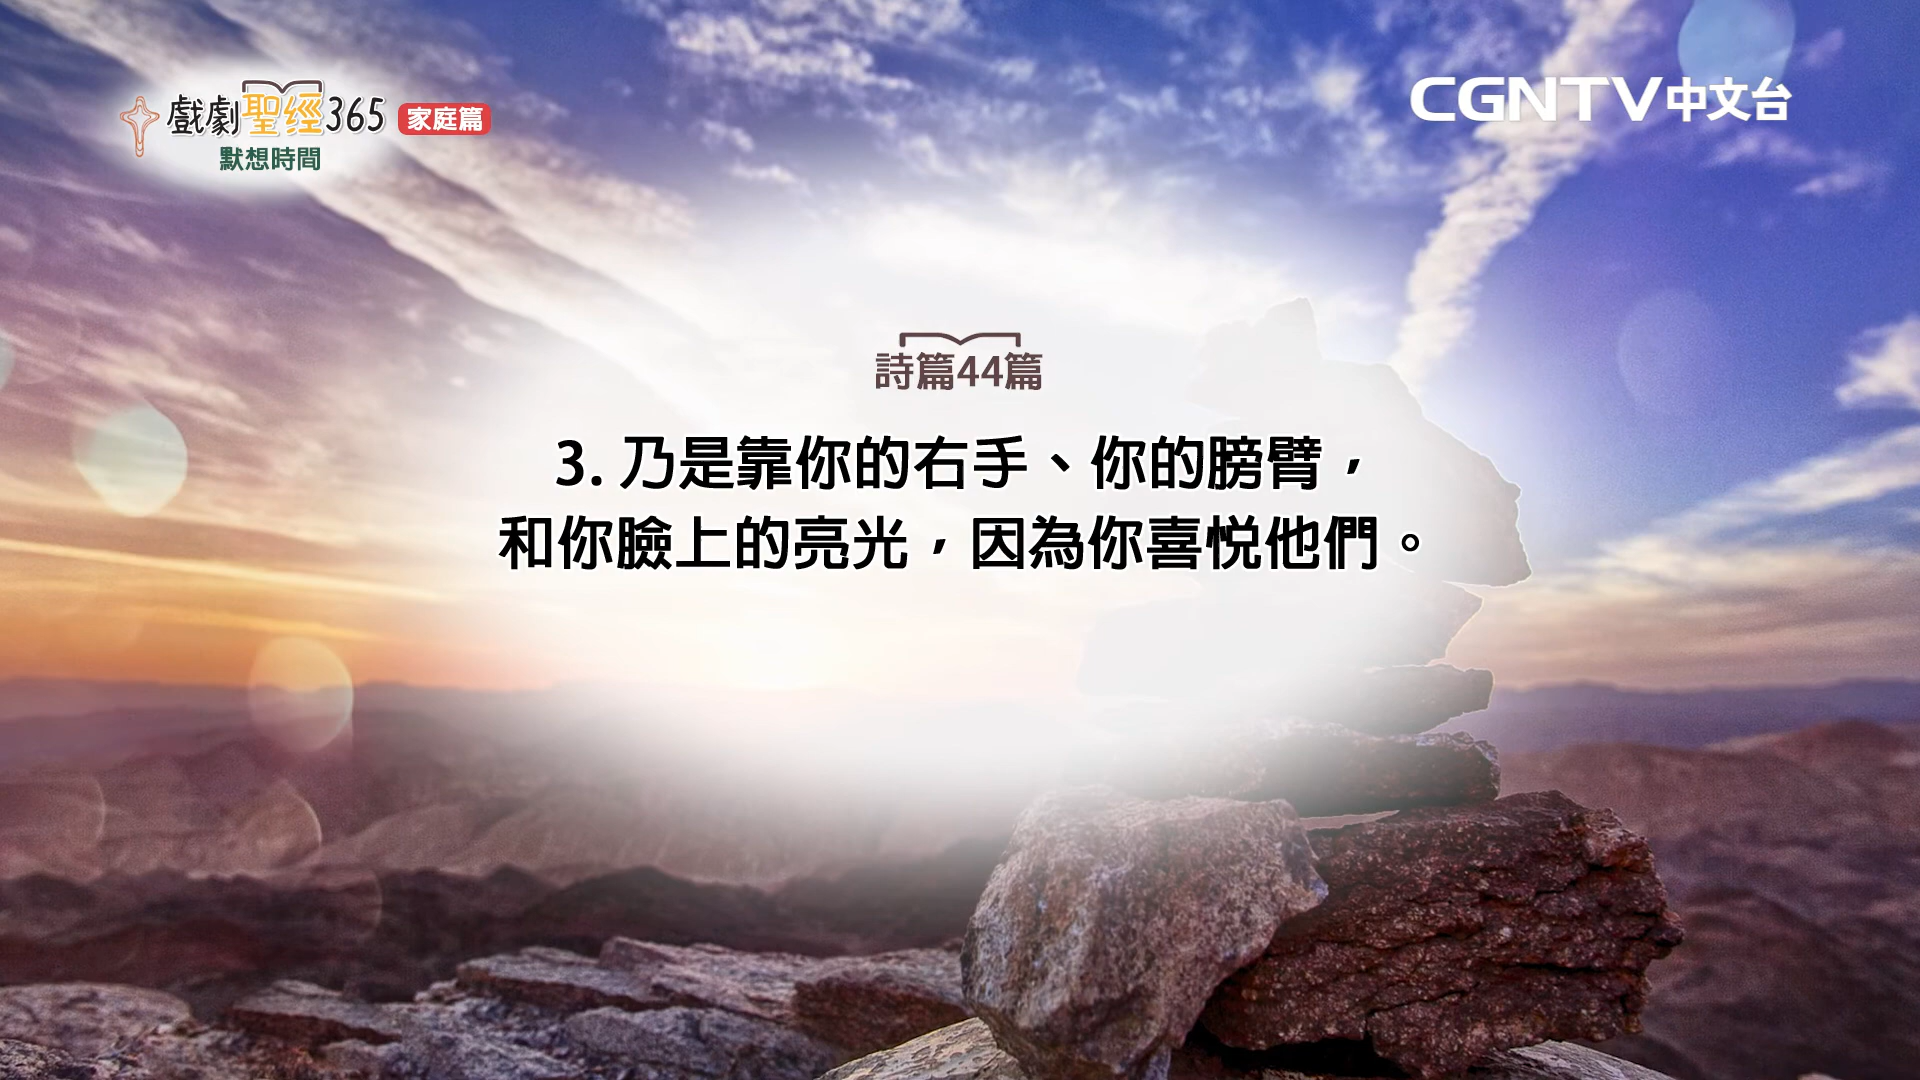 戲劇聖經365 家庭篇
默想時間
CGNTV中文台
詩篇44篇
3. 乃是靠你的右手、你的膀臂，
和你臉上的亮光，因為你喜悅他們。